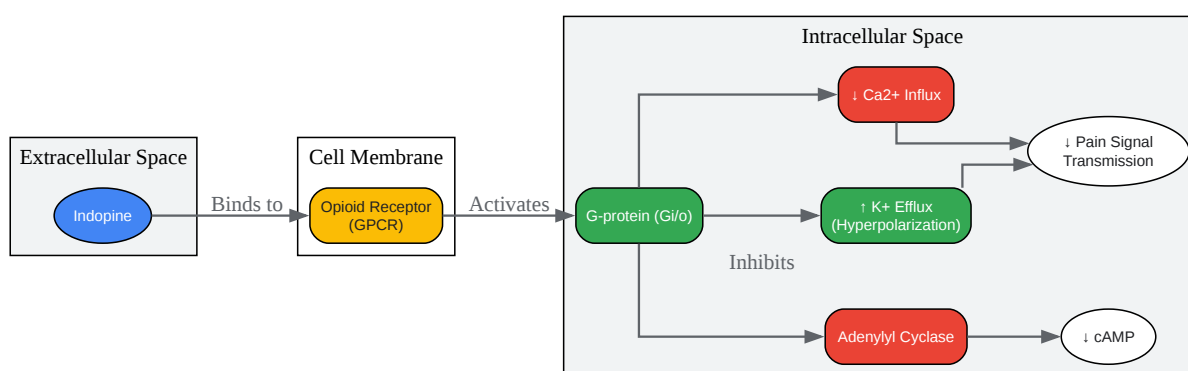 Extracellular Space
Indopine
Binds to
Cell Membrane
Opioid Receptor
(GPCR)
Activates
Intracellular Space
G-protein (Gi/o)
↓ Ca2+ Influx
↑ K+ Efflux
(Hyperpolarization)
↓ Pain Signal
Transmission
Inhibits
Adenylyl Cyclase
↓ cAMP